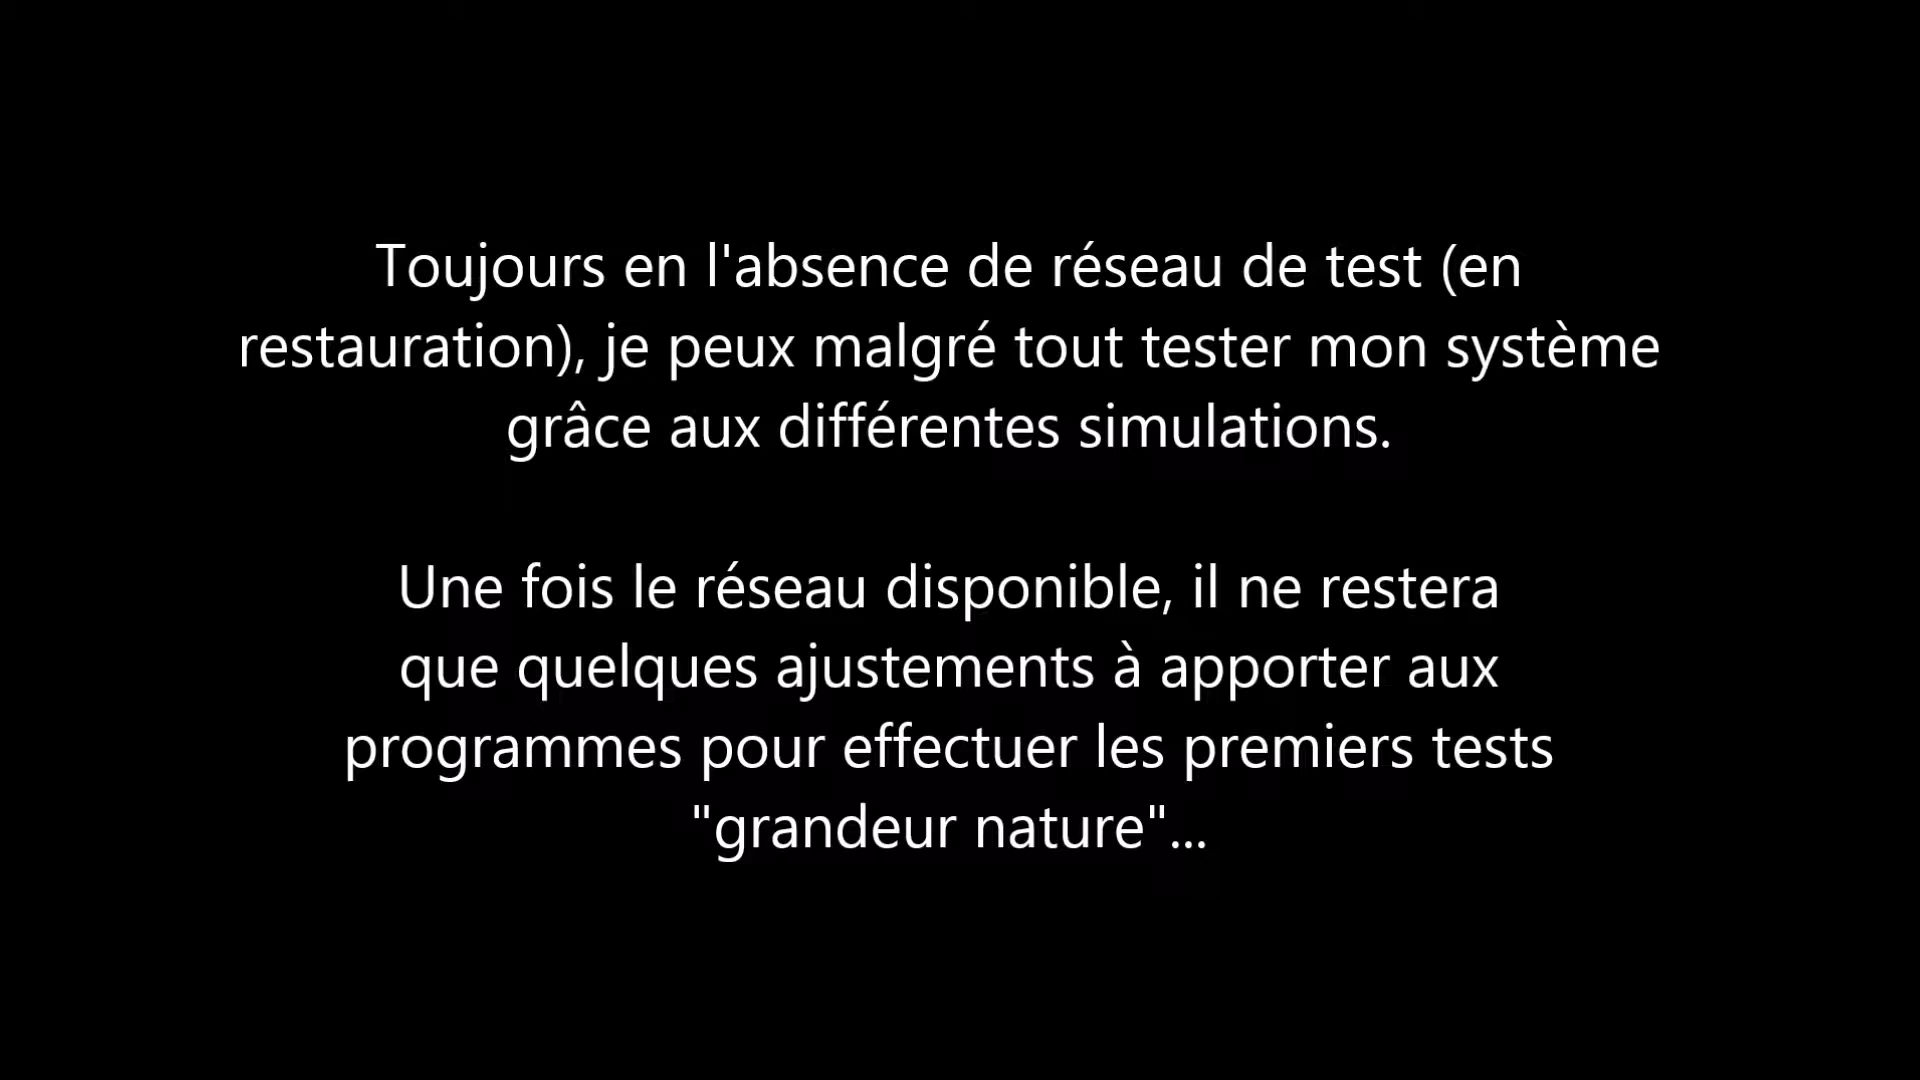 Toujours en l'absence de réseau de test (en
restauration), je peux malgré tout tester mon système
grâce aux différentes simulations.
Une fois le réseau disponible, il ne restera
que quelques ajustements à apporter aux
programmes pour effectuer les premiers tests
"grandeur nature"...